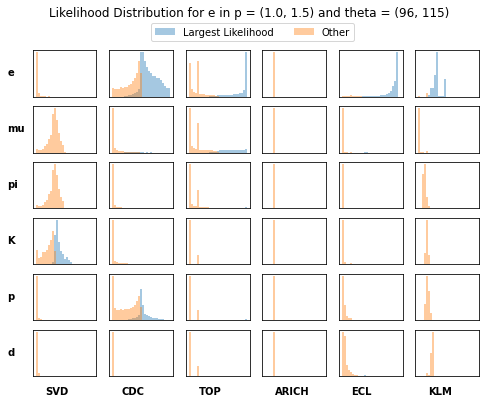 Likelihood Distribution for e in p = (1.0, 1.5) and theta = (96, 115)
Largest Likelihood Other
e
mu
pi
K
p
d
SVD CDC TOP ARICH ECL KLM